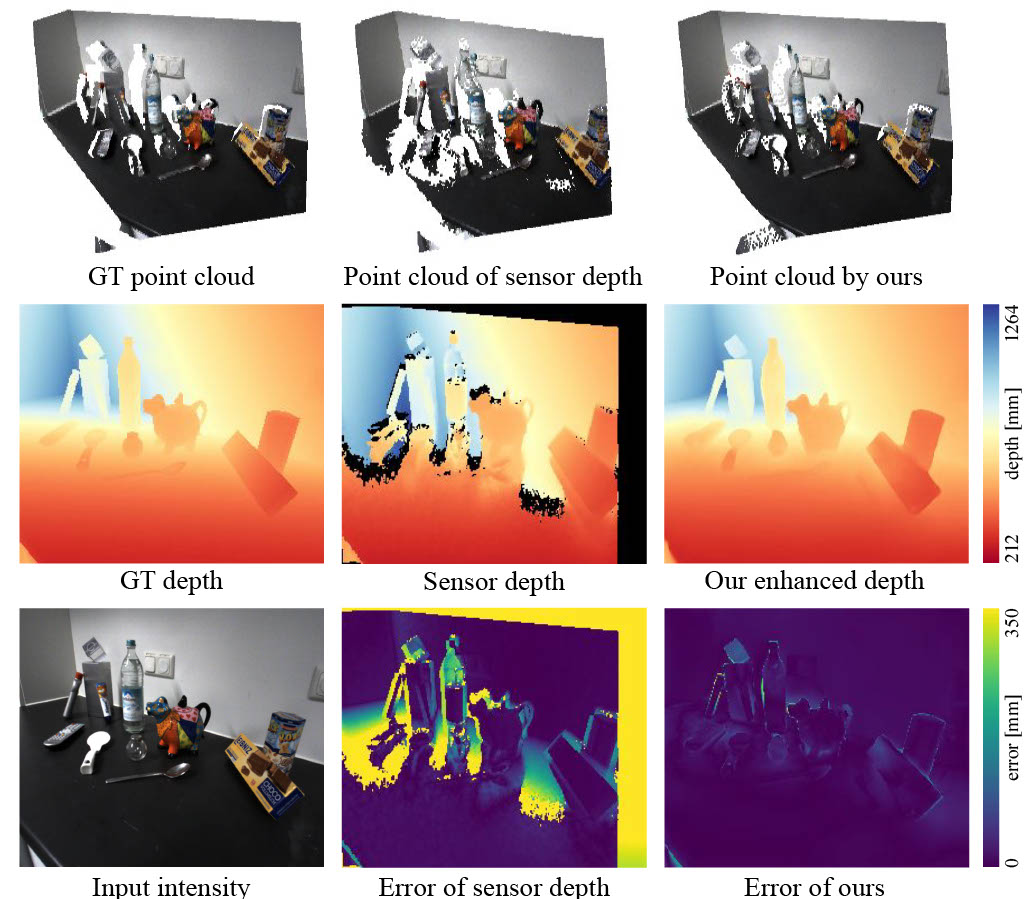 GT point cloud
Point cloud of sensor depth
Point cloud by ours
1264
depth [mm]
212
GT depth
Sensor depth
Our enhanced depth
350
error [mm]
0
Input intensity
Error of sensor depth
Error of ours